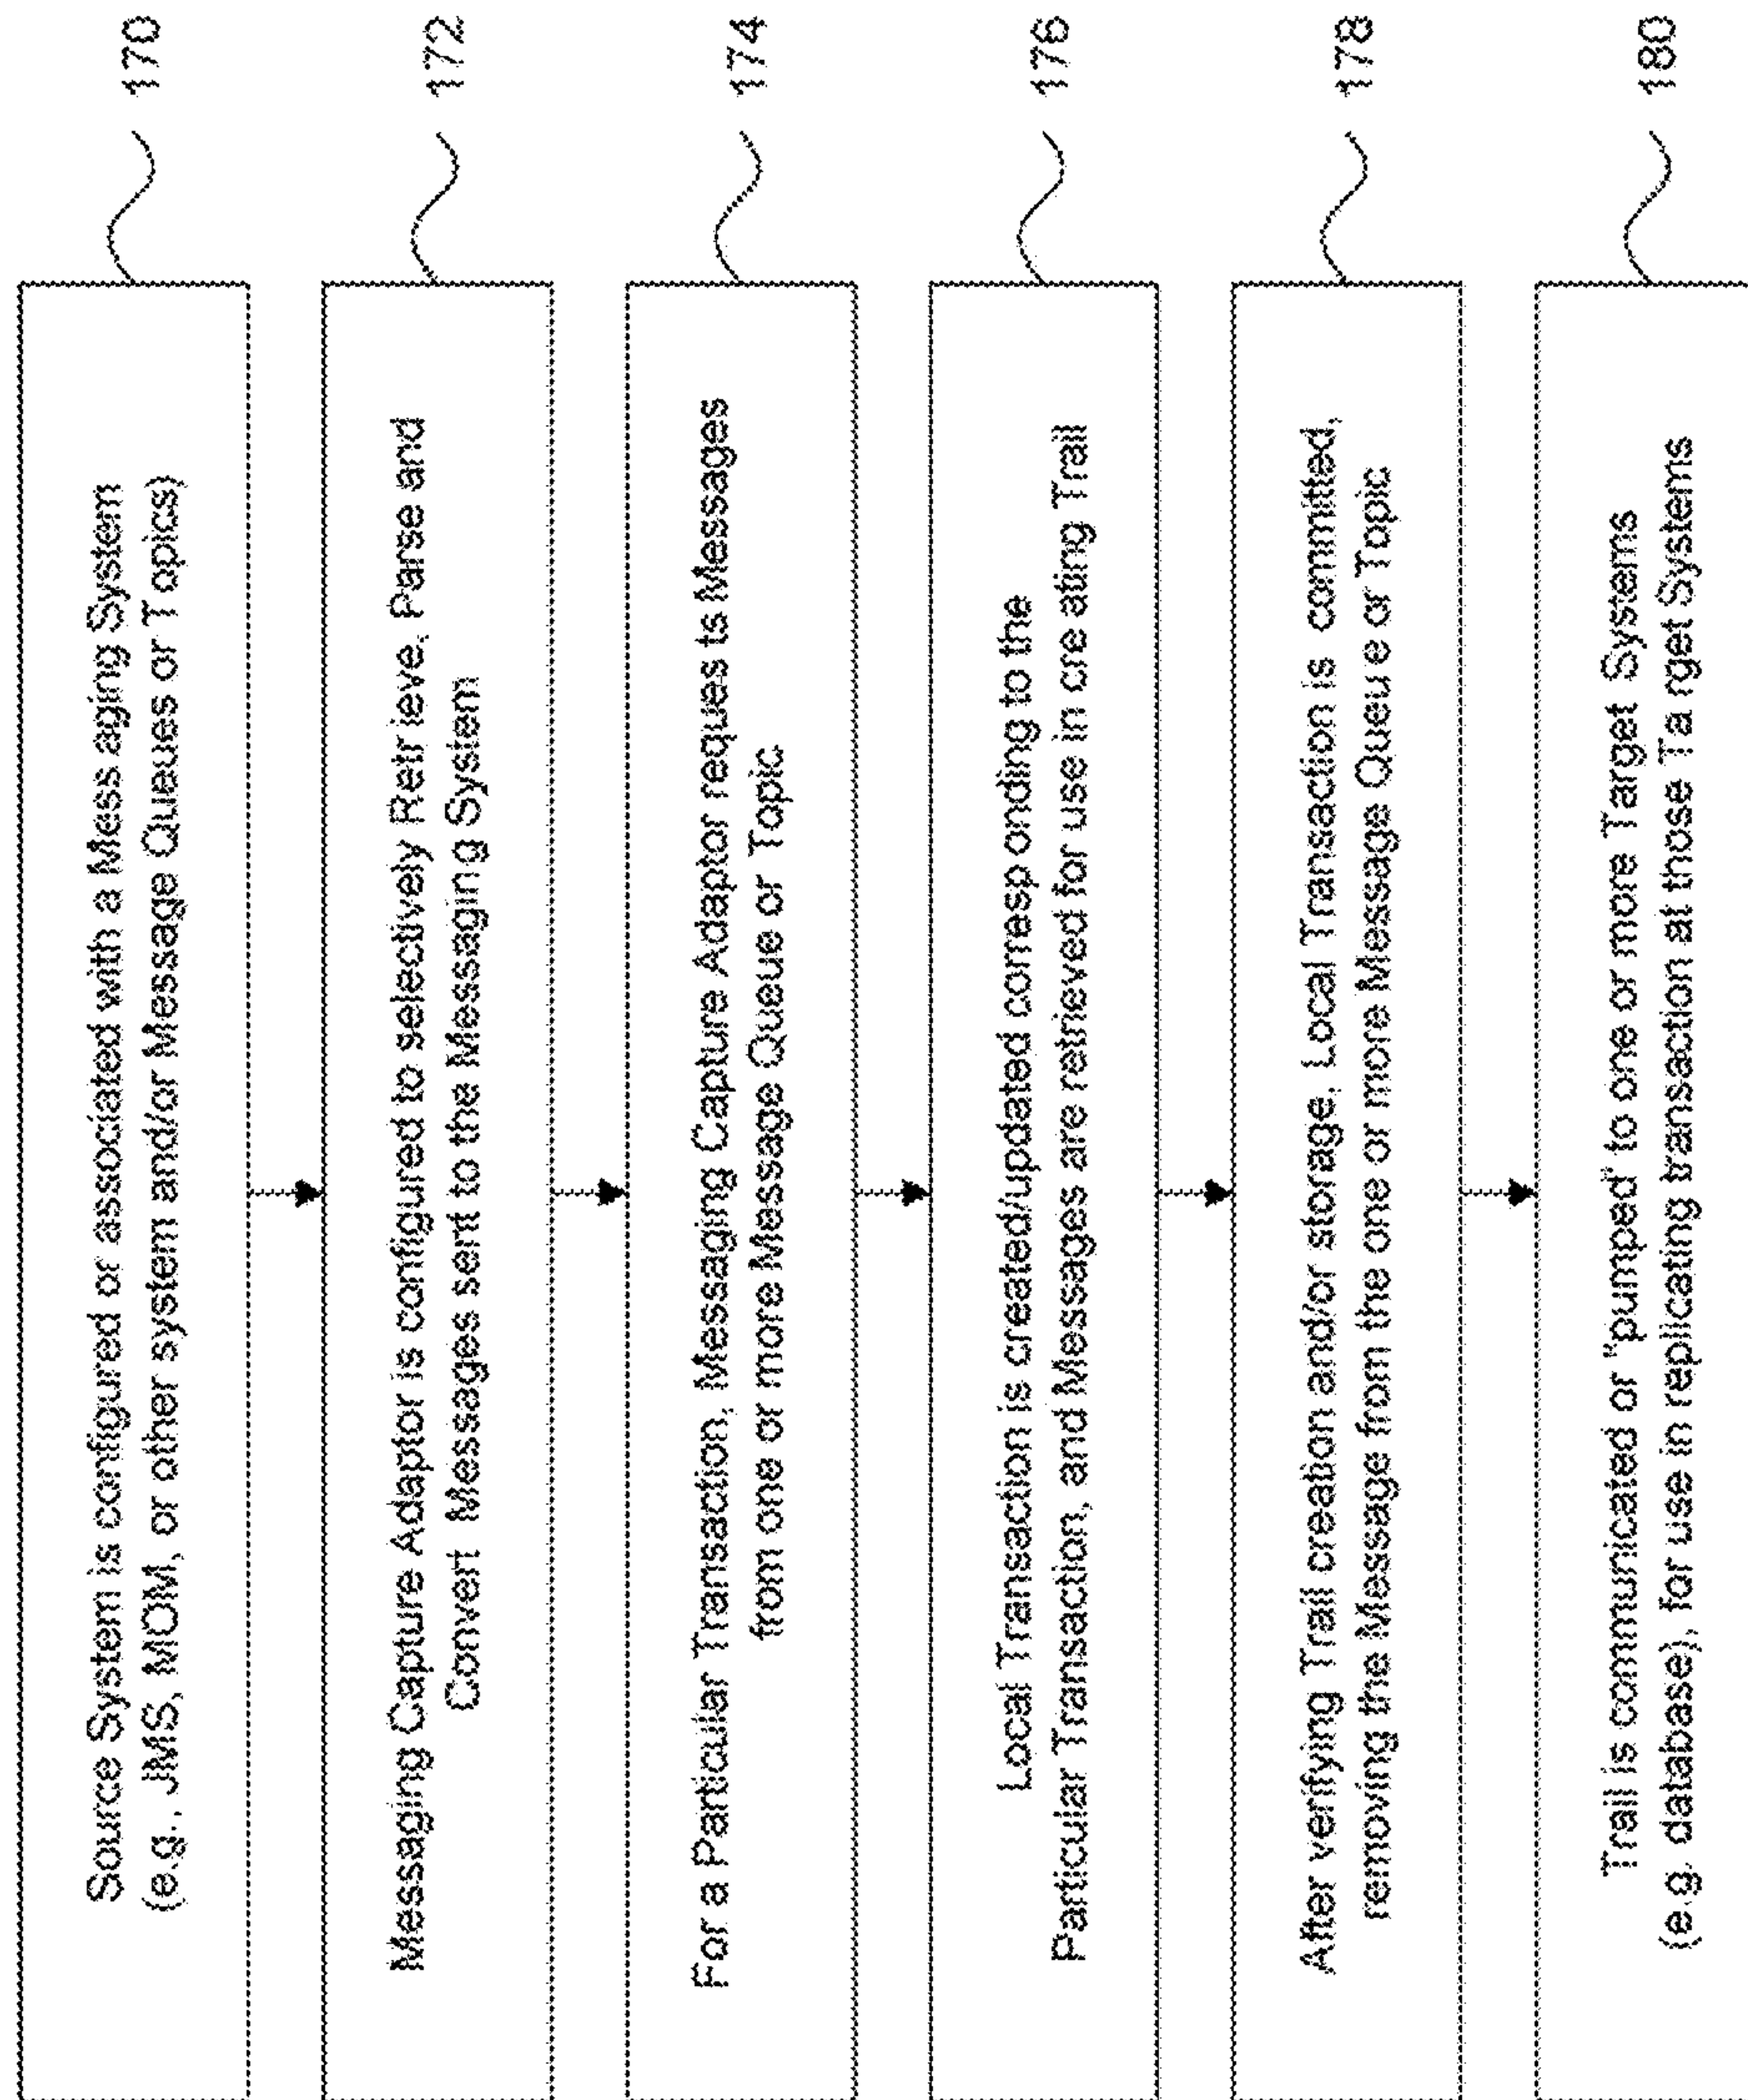 Source System is configured or associated with a Mess aging System
(e.g., JMS, MOM, or other system and/or Message Queues or T opics)
170
Messaging Capture Adaptor is configured to selectively Retr ieve, Parse and
Convert Messages sent to the Messaging System
172
For a Particular Transaction, Messaging Capture Adaptor reques ts Messages
from one or more Message Queue or Topic
174
Local Transaction is created/updated corresp onding to the
Particular Transaction, and Messages are retrieved for use in cre ating Trail
176
After verifying Trail creation and/or storage, Local Transaction is committed,
removing the Message from the one or more Message Queu e or Topic
178
Trail is communicated or "pumped" to one or more Target Systems
(e.g. database), for use in replicating transaction at those Ta rget Systems
180